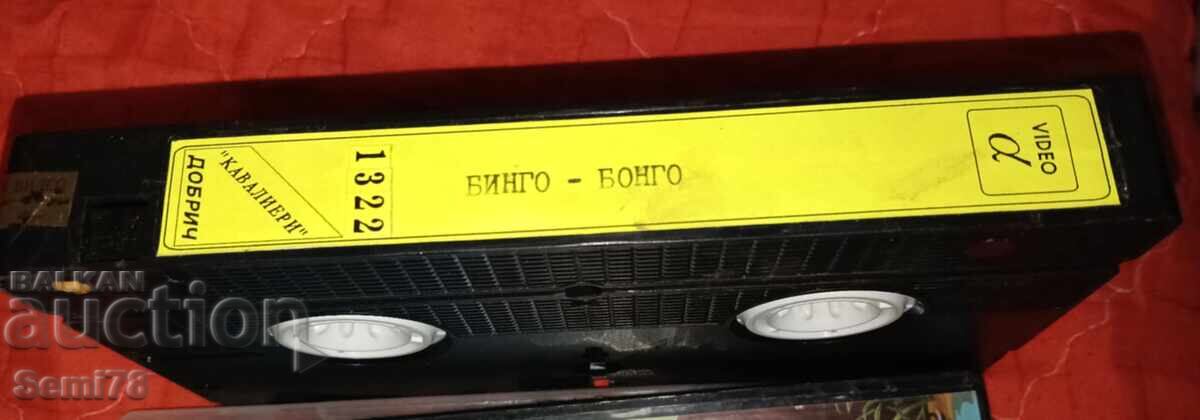 "КАВАЛИЕРИ"
ДОБРИЧ
1322
БИНГО - БОНГО
VIDEO
α
BALKAN
auction
Semi78